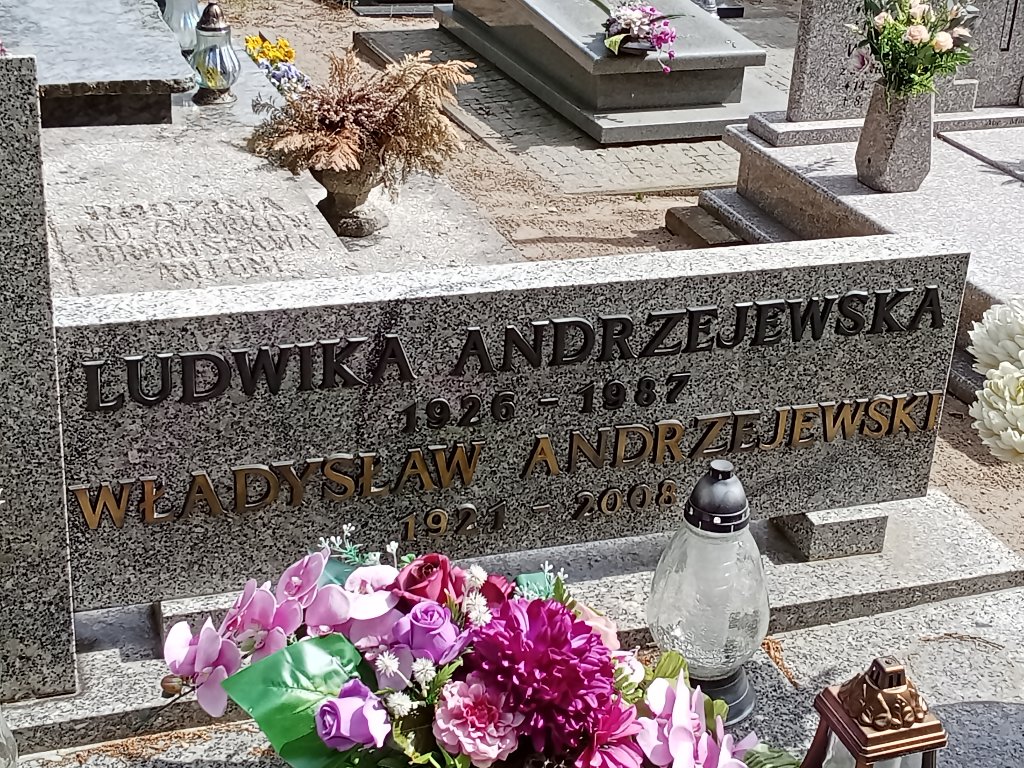 LUDWIKA ANDRZEJEWSKA
1926 - 1987
WŁADYSŁAW ANDRZEJEWSKI
1921 - 2008